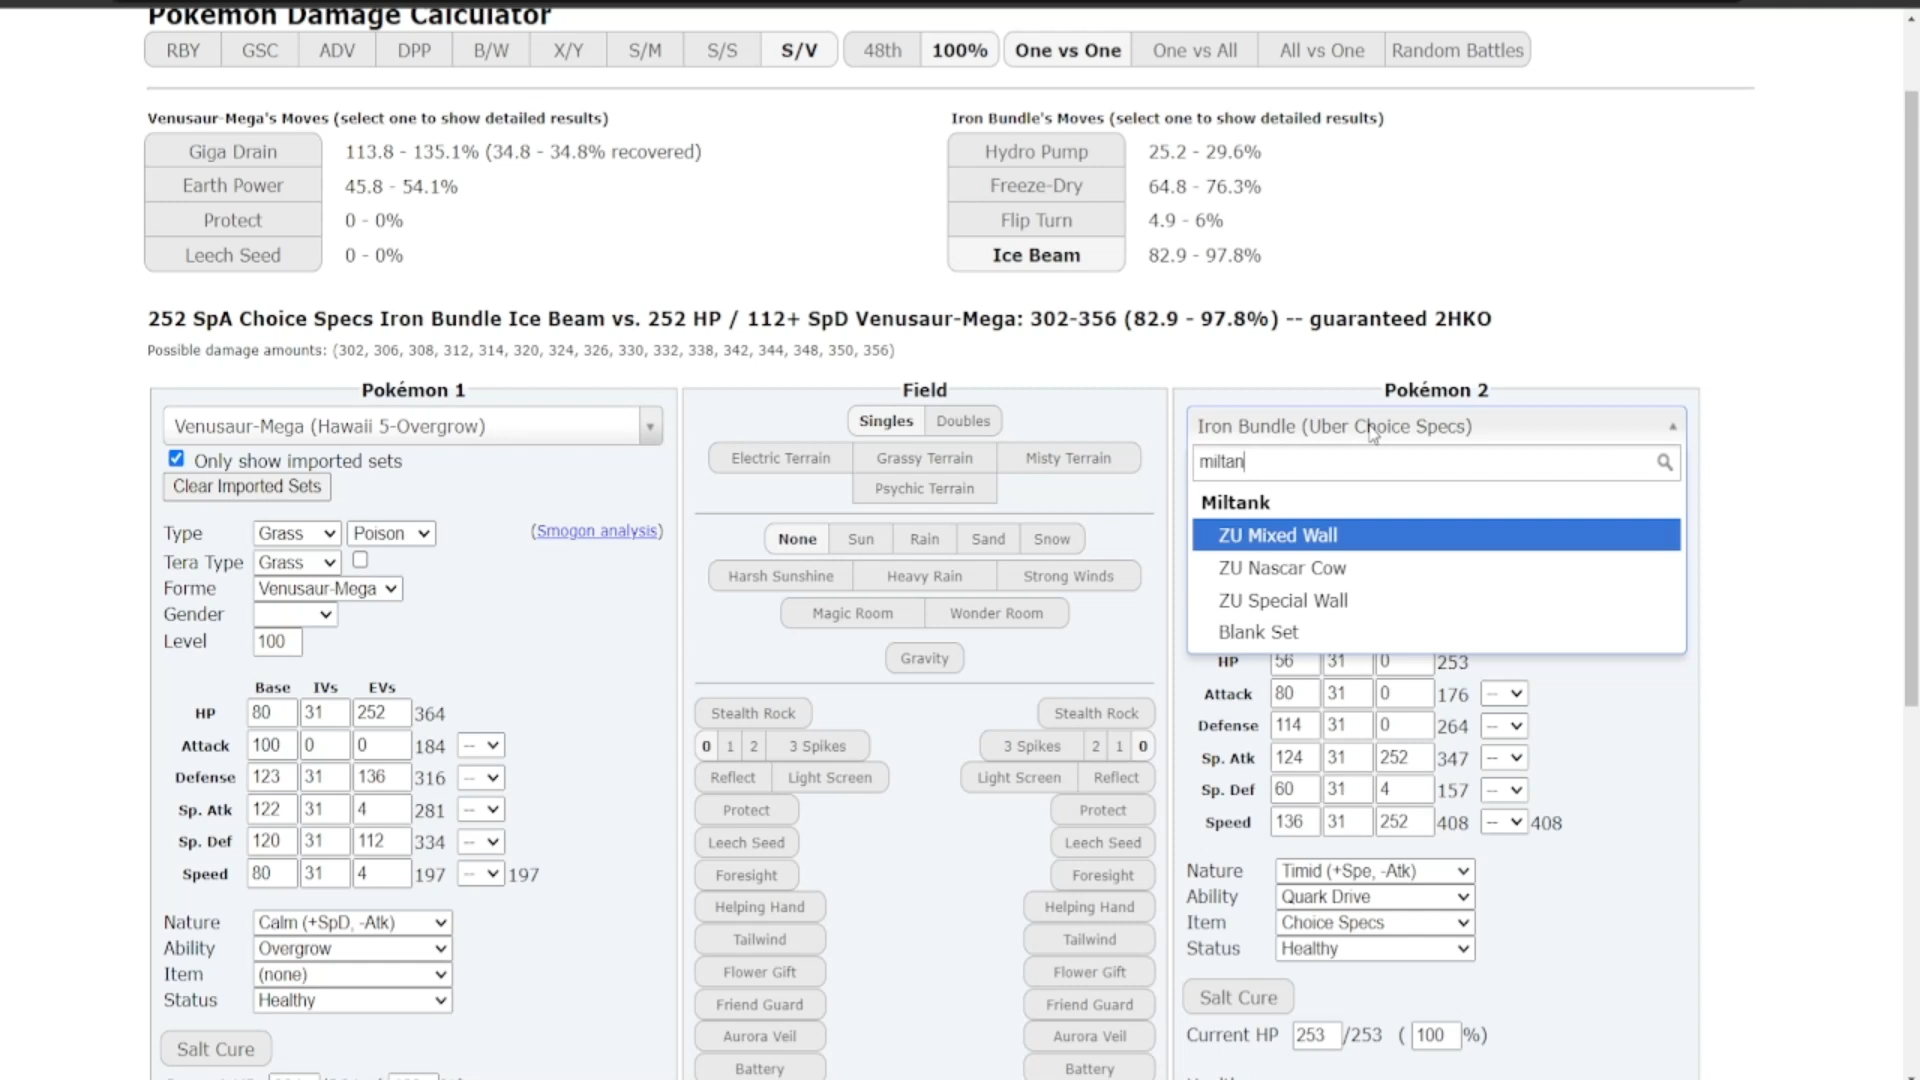 Pokémon Damage Calculator
RBY GSC ADV DPP B/W X/Y S/M S/S S/V 48th 100% One vs One One vs All All vs One Random Battles
Venusaur-Mega's Moves (select one to show detailed results)
Giga Drain 113.8 - 135.1% (34.8 - 34.8% recovered)
Earth Power 45.8 - 54.1%
Protect 0 - 0%
Leech Seed 0 - 0%
Iron Bundle's Moves (select one to show detailed results)
Hydro Pump 25.2 - 29.6%
Freeze-Dry 64.8 - 76.3%
Flip Turn 4.9 - 6%
Ice Beam 82.9 - 97.8%
252 SpA Choice Specs Iron Bundle Ice Beam vs. 252 HP / 112+ SpD Venusaur-Mega: 302-356 (82.9 - 97.8%) -- guaranteed 2HKO
Possible damage amounts: (302, 306, 308, 312, 314, 320, 324, 326, 330, 332, 338, 342, 344, 348, 350, 356)
Pokémon 1
Venusaur-Mega (Hawaii 5-Overgrow)
Only show imported sets
Clear Imported Sets
Type Grass Poison (Smogon analysis)
Tera Type Grass
Forme Venusaur-Mega
Gender
Level 100
Base IVs EVs
HP 80 31 252 364
Attack 100 0 0 184 --
Defense 123 31 136 316 --
Sp. Atk 122 31 4 281 --
Sp. Def 120 31 112 334 --
Speed 80 31 4 197 -- 197
Nature Calm (+SpD, -Atk)
Ability Overgrow
Item (none)
Status Healthy
Salt Cure
Field
Singles Doubles
Electric Terrain Grassy Terrain Misty Terrain
Psychic Terrain
None Sun Rain Sand Snow
Harsh Sunshine Heavy Rain Strong Winds
Magic Room Wonder Room
Gravity
Stealth Rock Stealth Rock
0 1 2 3 Spikes 3 Spikes 2 1 0
Reflect Light Screen Light Screen Reflect
Protect Protect
Leech Seed Leech Seed
Foresight Foresight
Helping Hand Helping Hand
Tailwind Tailwind
Flower Gift Flower Gift
Friend Guard Friend Guard
Aurora Veil Aurora Veil
Battery Battery
Pokémon 2
Iron Bundle (Uber Choice Specs)
miltan
Miltank
ZU Mixed Wall
ZU Nascar Cow
ZU Special Wall
Blank Set
HP 56 31 0 253
Attack 80 31 0 176 --
Defense 114 31 0 264 --
Sp. Atk 124 31 252 347 --
Sp. Def 60 31 4 157 --
Speed 136 31 252 408 -- 408
Nature Timid (+Spe, -Atk)
Ability Quark Drive
Item Choice Specs
Status Healthy
Salt Cure
Current HP 253 /253 ( 100 %)